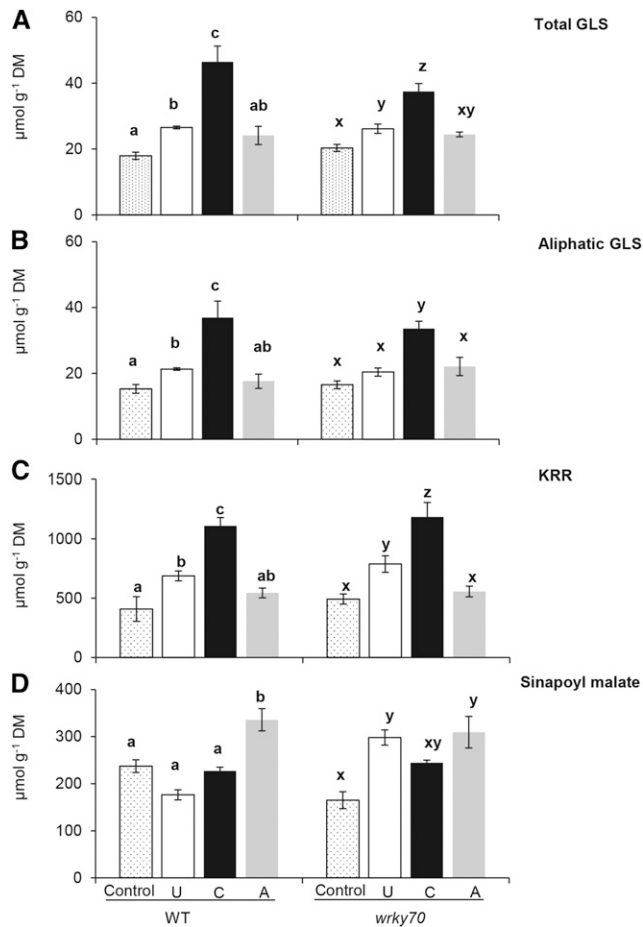 A
Total GLS
µmol g⁻¹ DM
60
40
20
0
a
b
c
ab
x
y
z
xy
B
Aliphatic GLS
µmol g⁻¹ DM
60
40
20
0
a
b
c
ab
x
x
y
x
C
KRR
µmol g⁻¹ DM
1500
1000
500
0
a
b
c
ab
x
y
z
x
D
Sinapoyl malate
µmol g⁻¹ DM
400
300
200
100
0
a
a
a
b
x
y
xy
y
Control U C A Control U C A
WT wrky70